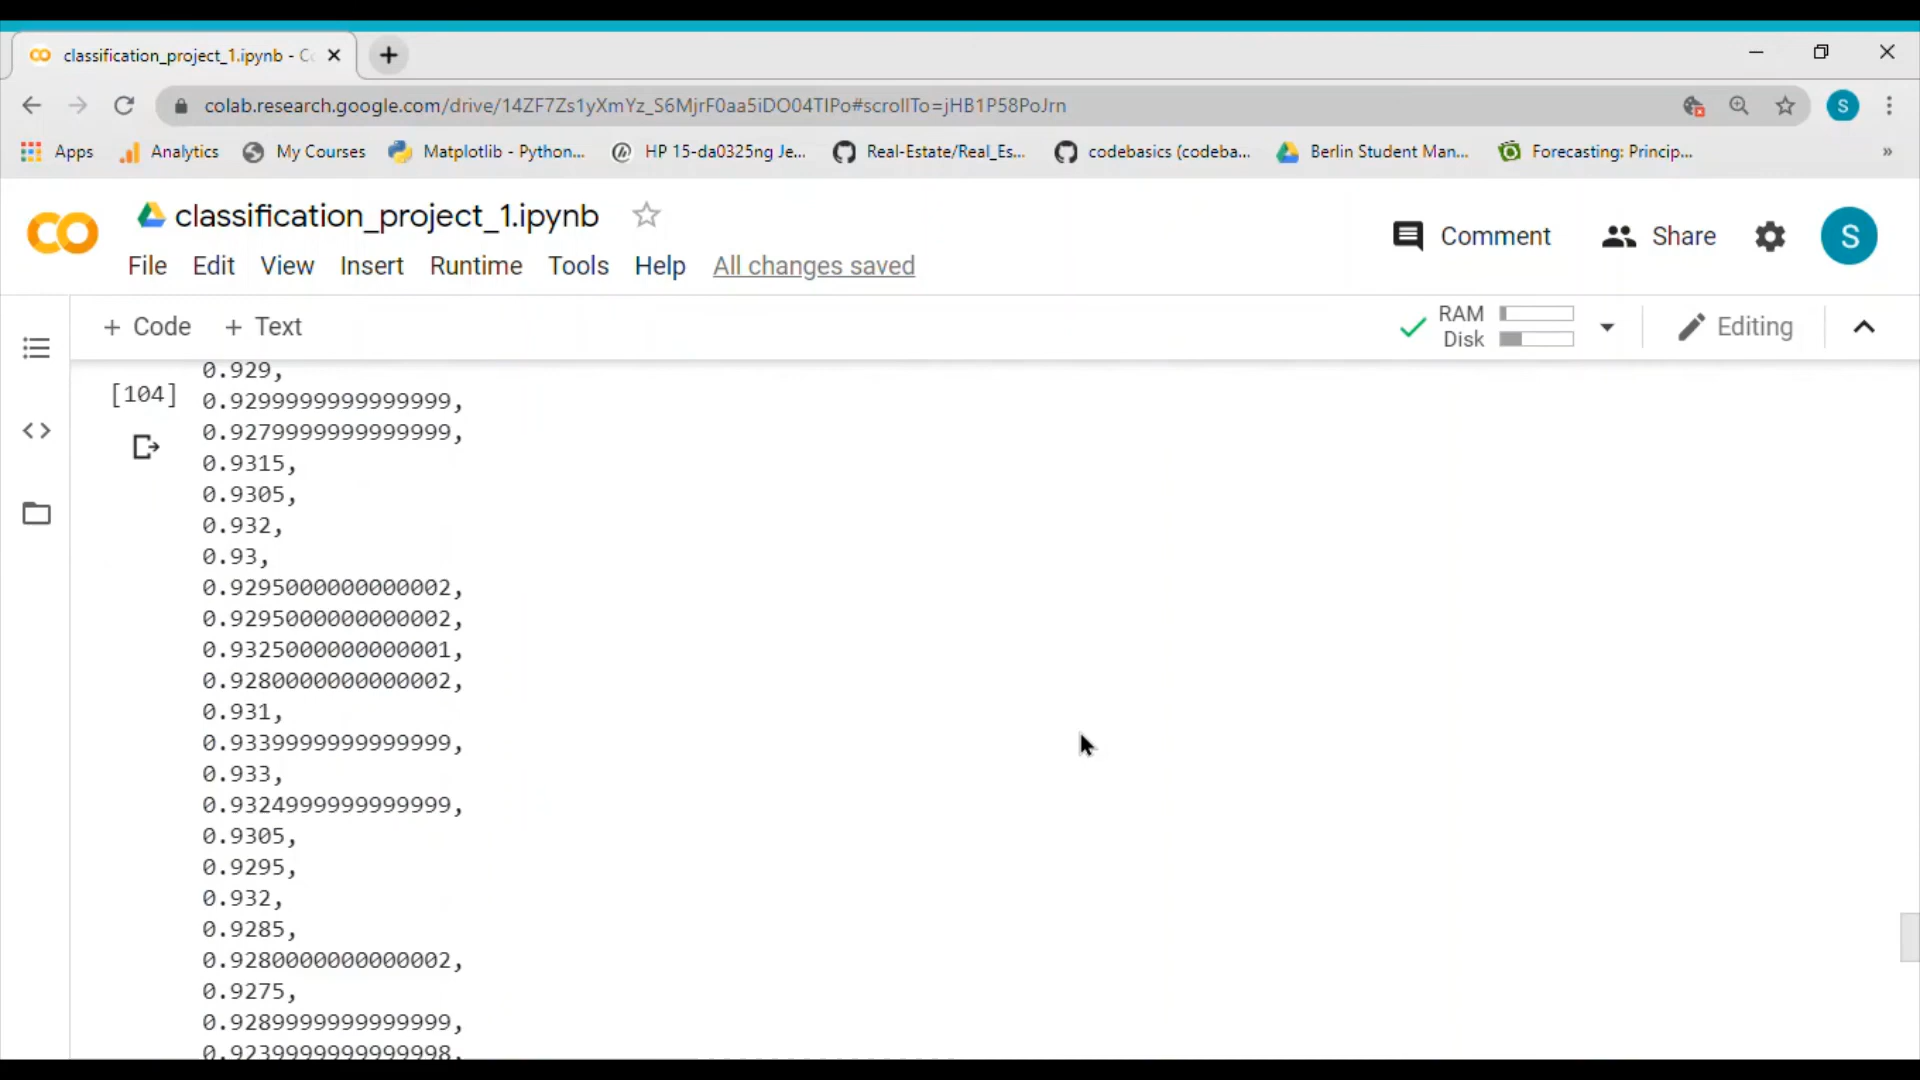 classification_project_1.ipynb - Co
colab.research.google.com/drive/14ZF7Zs1yXmYz_S6MjrF0aa5iDO04TIPo#scrollTo=jHB1P58PoJrn
S
Apps
Analytics
My Courses
Matplotlib - Python...
HP 15-da0325ng Je...
Real-Estate/Real_Es...
codebasics (codeba...
Berlin Student Man...
Forecasting: Princip...
»
classification_project_1.ipynb
Comment
Share
S
File Edit View Insert Runtime Tools Help All changes saved
+ Code + Text
RAM
Disk
Editing
[104]
0.929,
0.9299999999999999,
0.9279999999999999,
0.9315,
0.9305,
0.932,
0.93,
0.9295000000000002,
0.9295000000000002,
0.9325000000000001,
0.9280000000000002,
0.931,
0.9339999999999999,
0.933,
0.9324999999999999,
0.9305,
0.9295,
0.932,
0.9285,
0.9280000000000002,
0.9275,
0.9289999999999999,
0.9239999999999998,